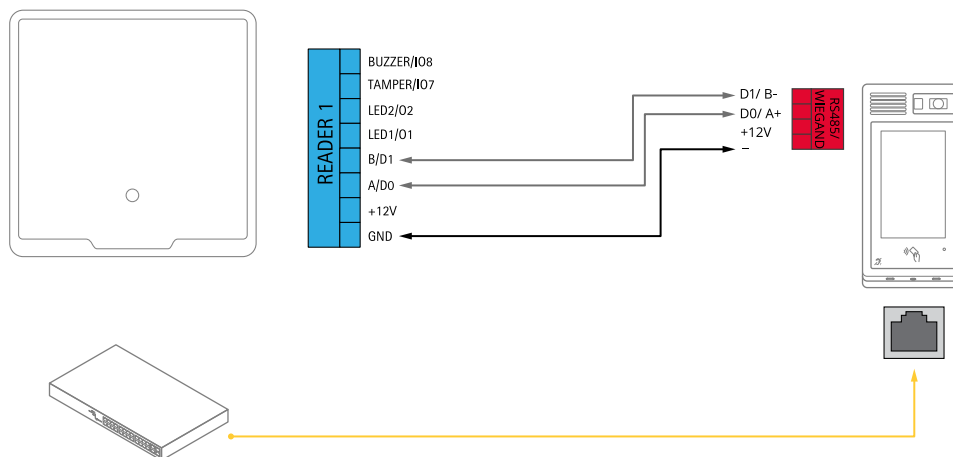 READER 1
BUZZER/IO8
TAMPER/IO7
LED2/O2
LED1/O1
B/D1
A/D0
+12V
GND
D1/ B-
D0/ A+
+12V
–
RS485/
WIEGAND